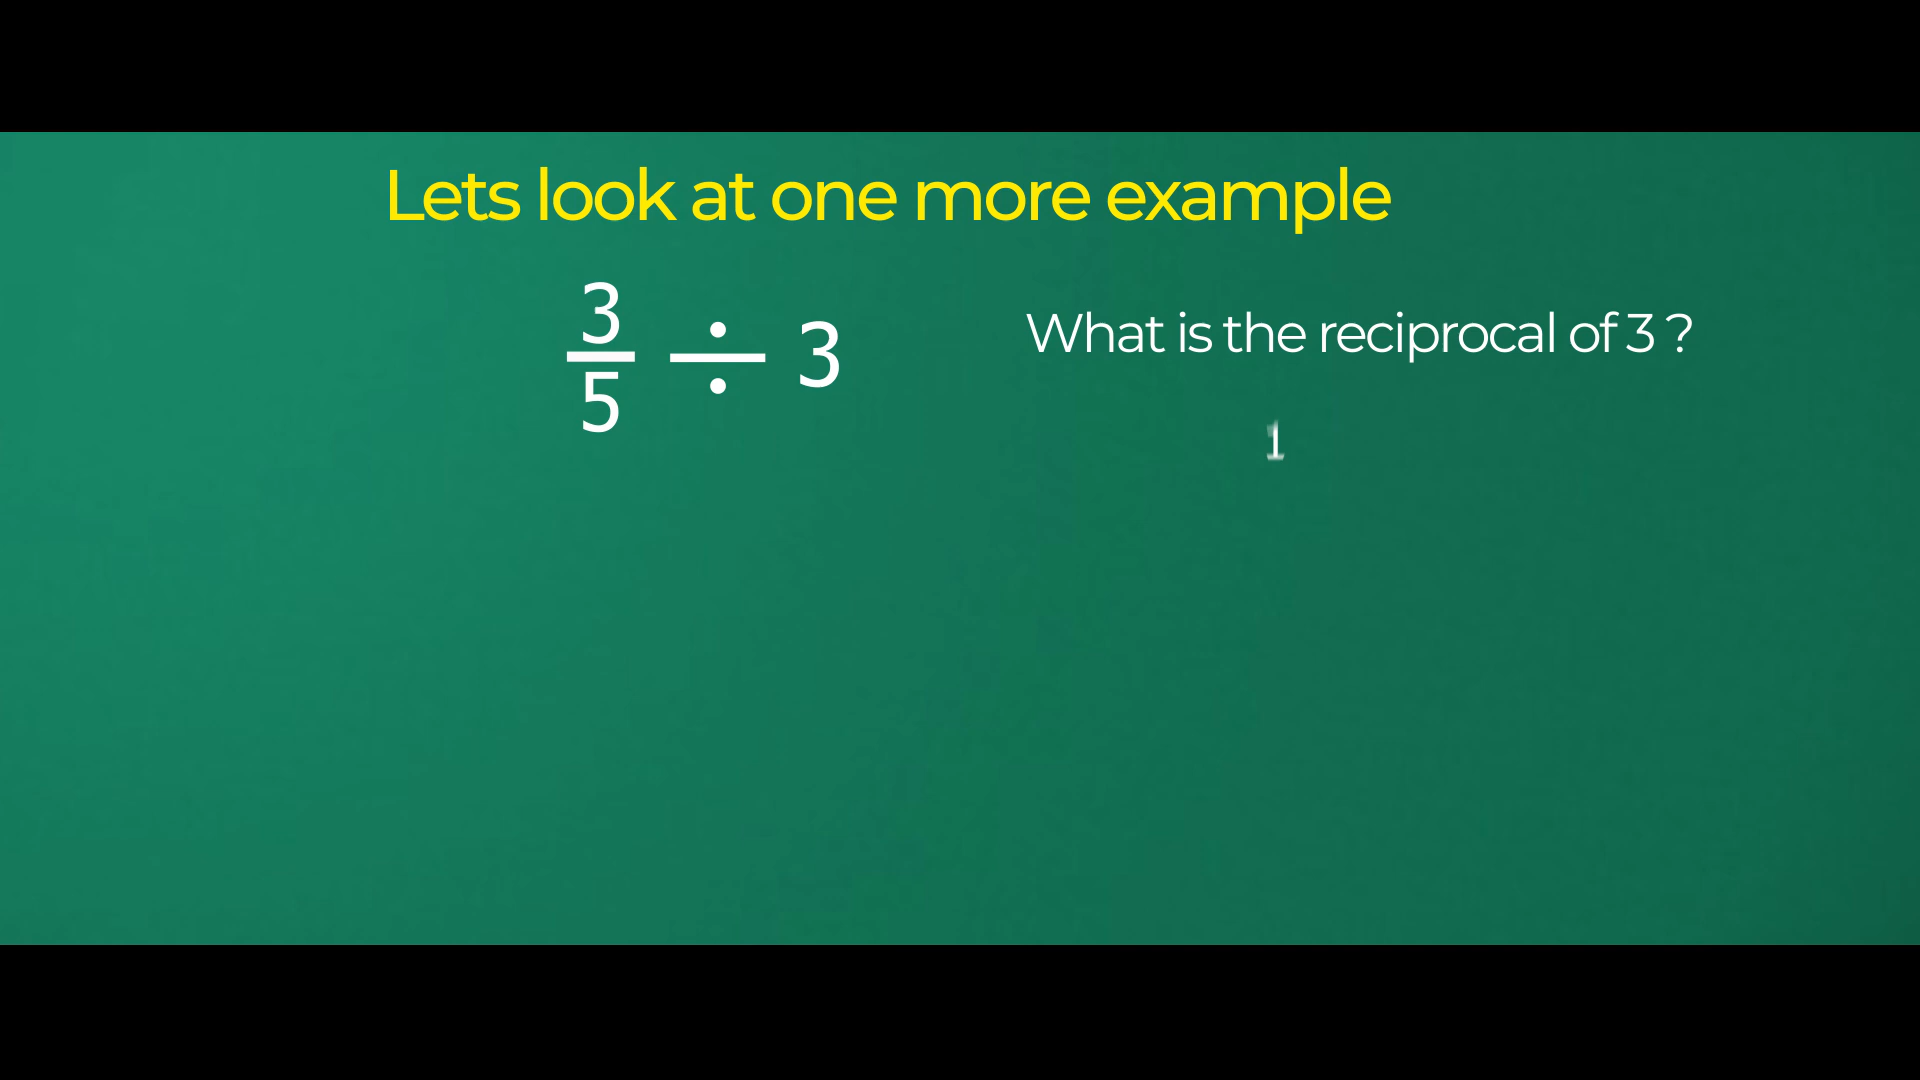 Lets look at one more example
3/5 ÷ 3
What is the reciprocal of 3 ?
1